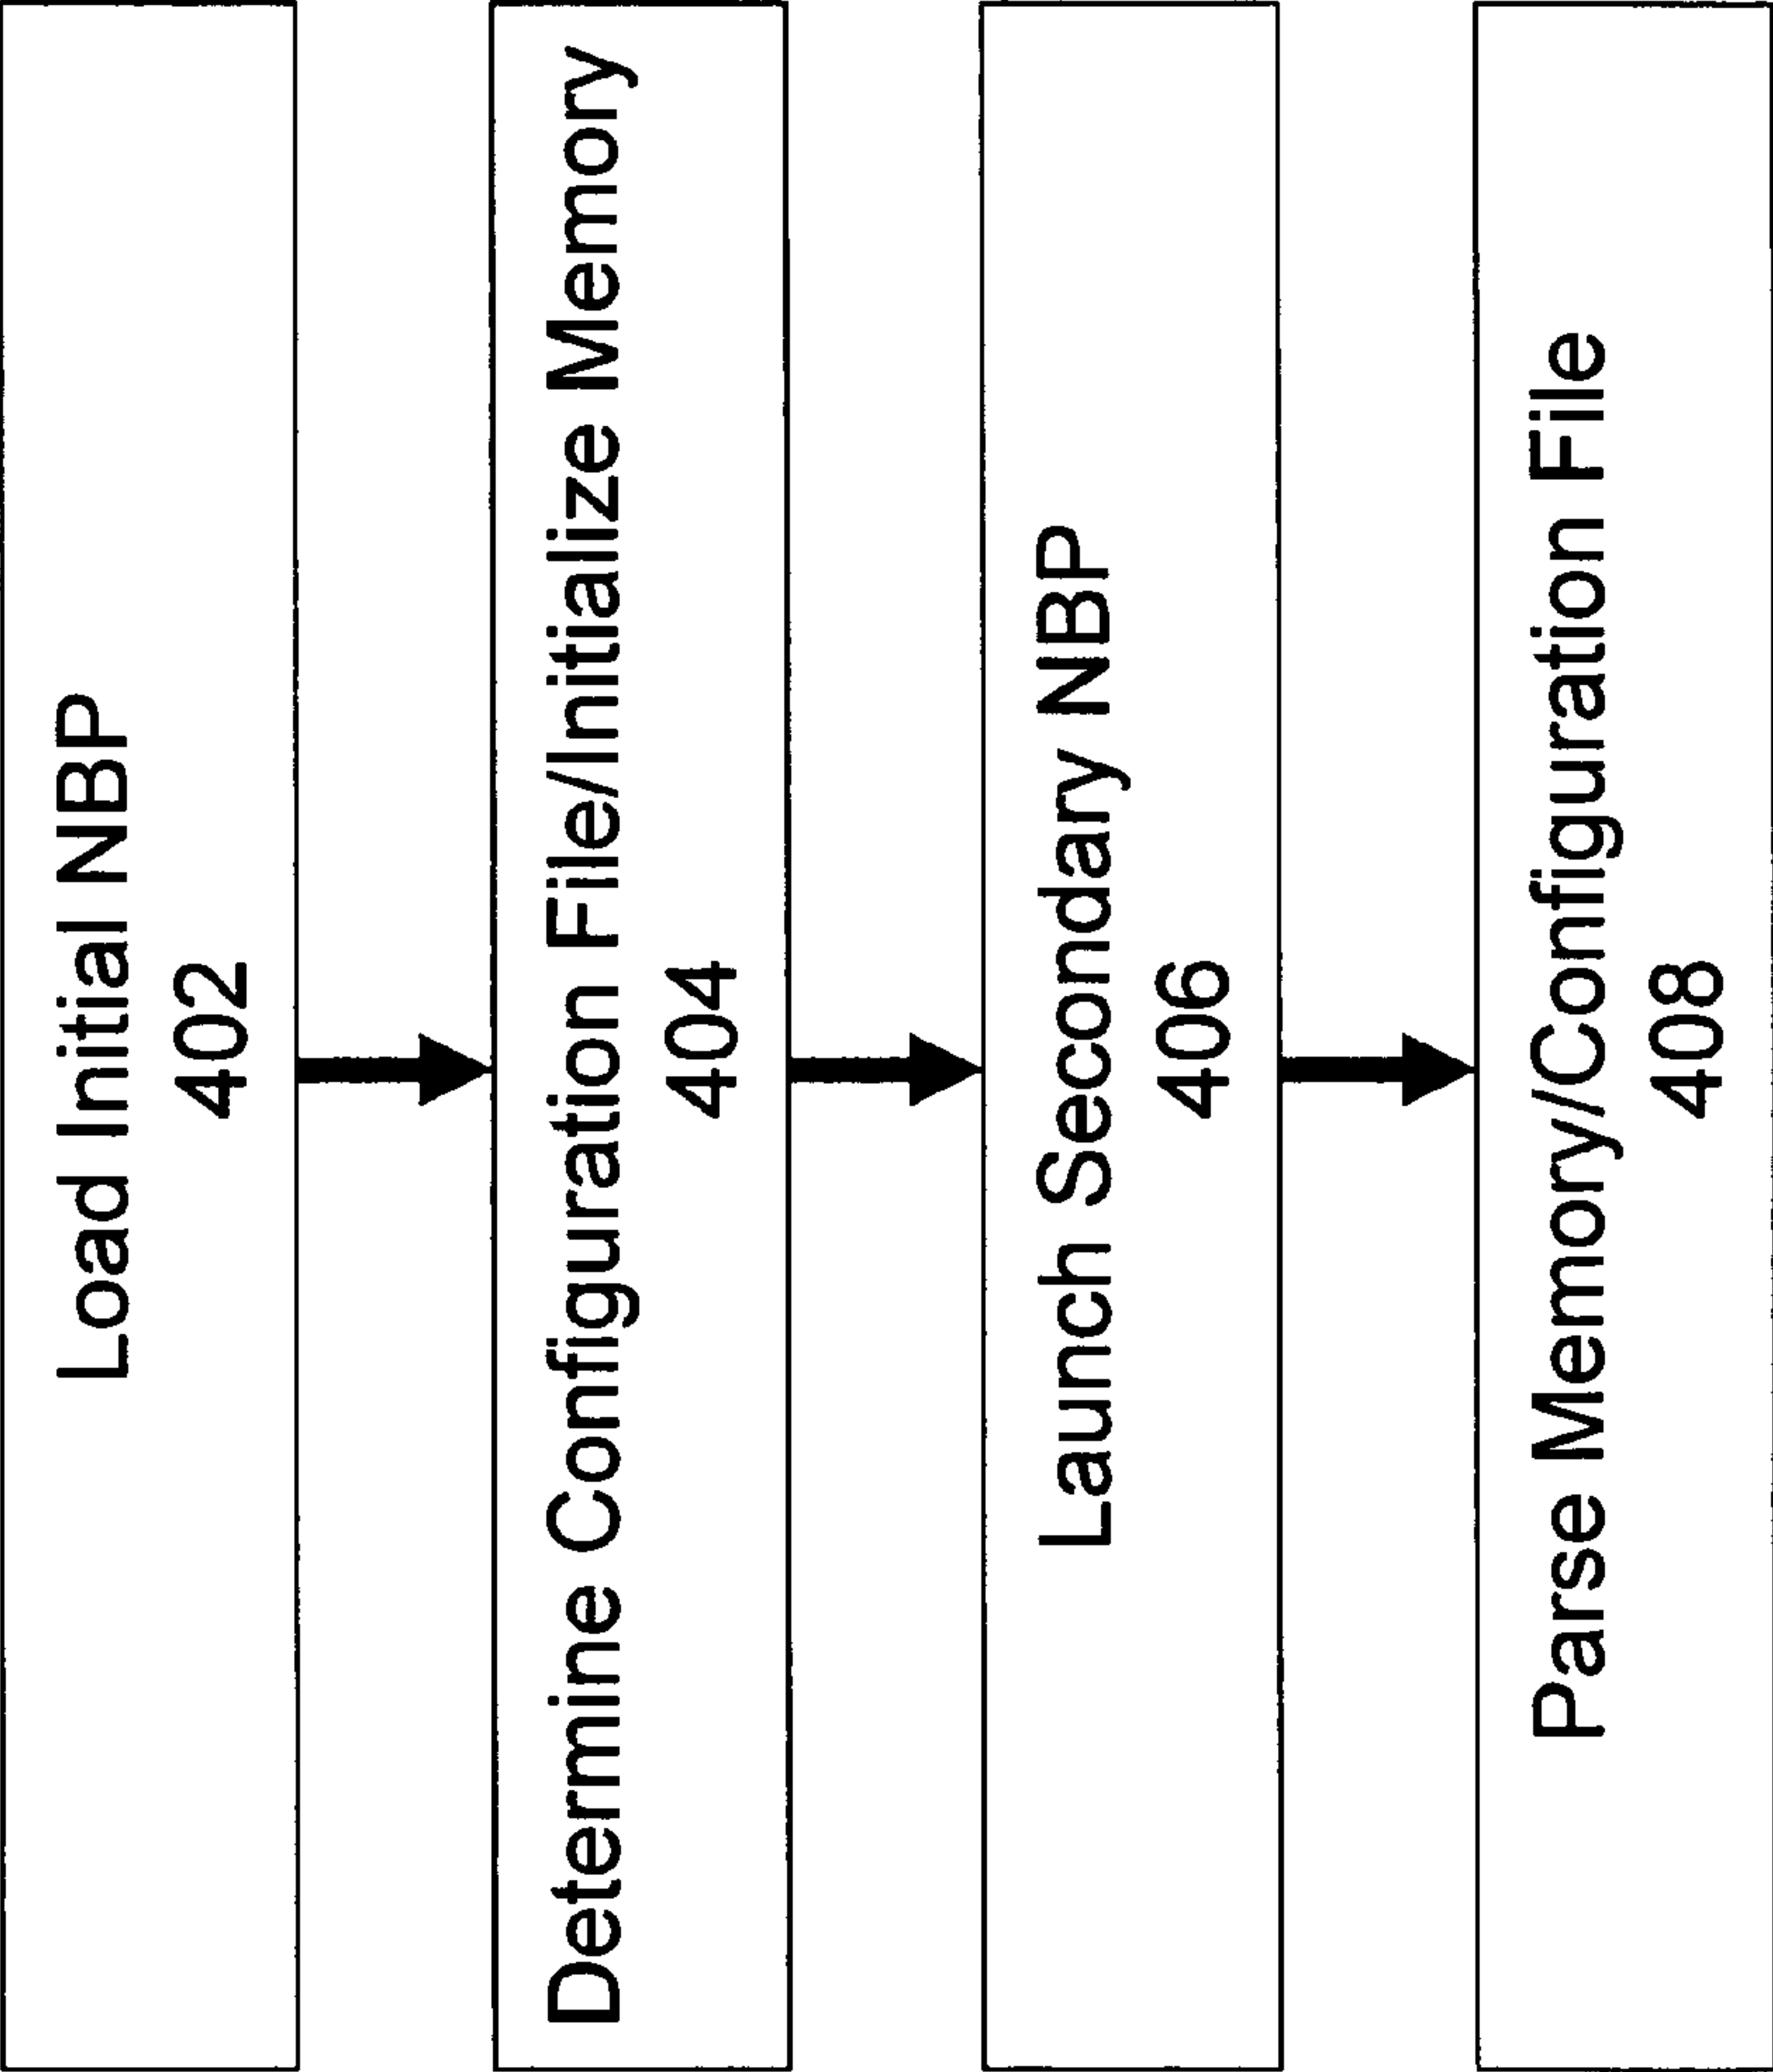 Load Initial NBP
402
Determine Configuration File/Initialize Memory
404
Launch Secondary NBP
406
Parse Memory/Configuration File
408